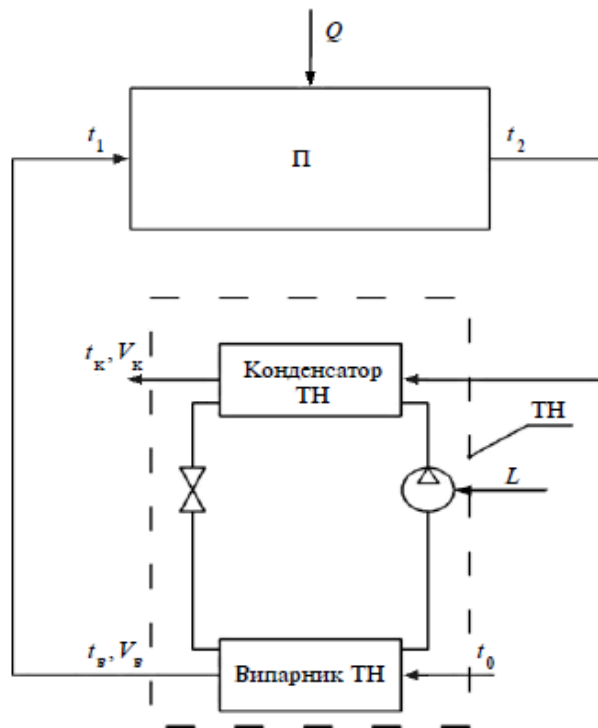 Q
t₁
П
t₂
tк, Vк
Конденсатор
ТН
ТН
L
tв, Vв
Випарник ТН
t₀